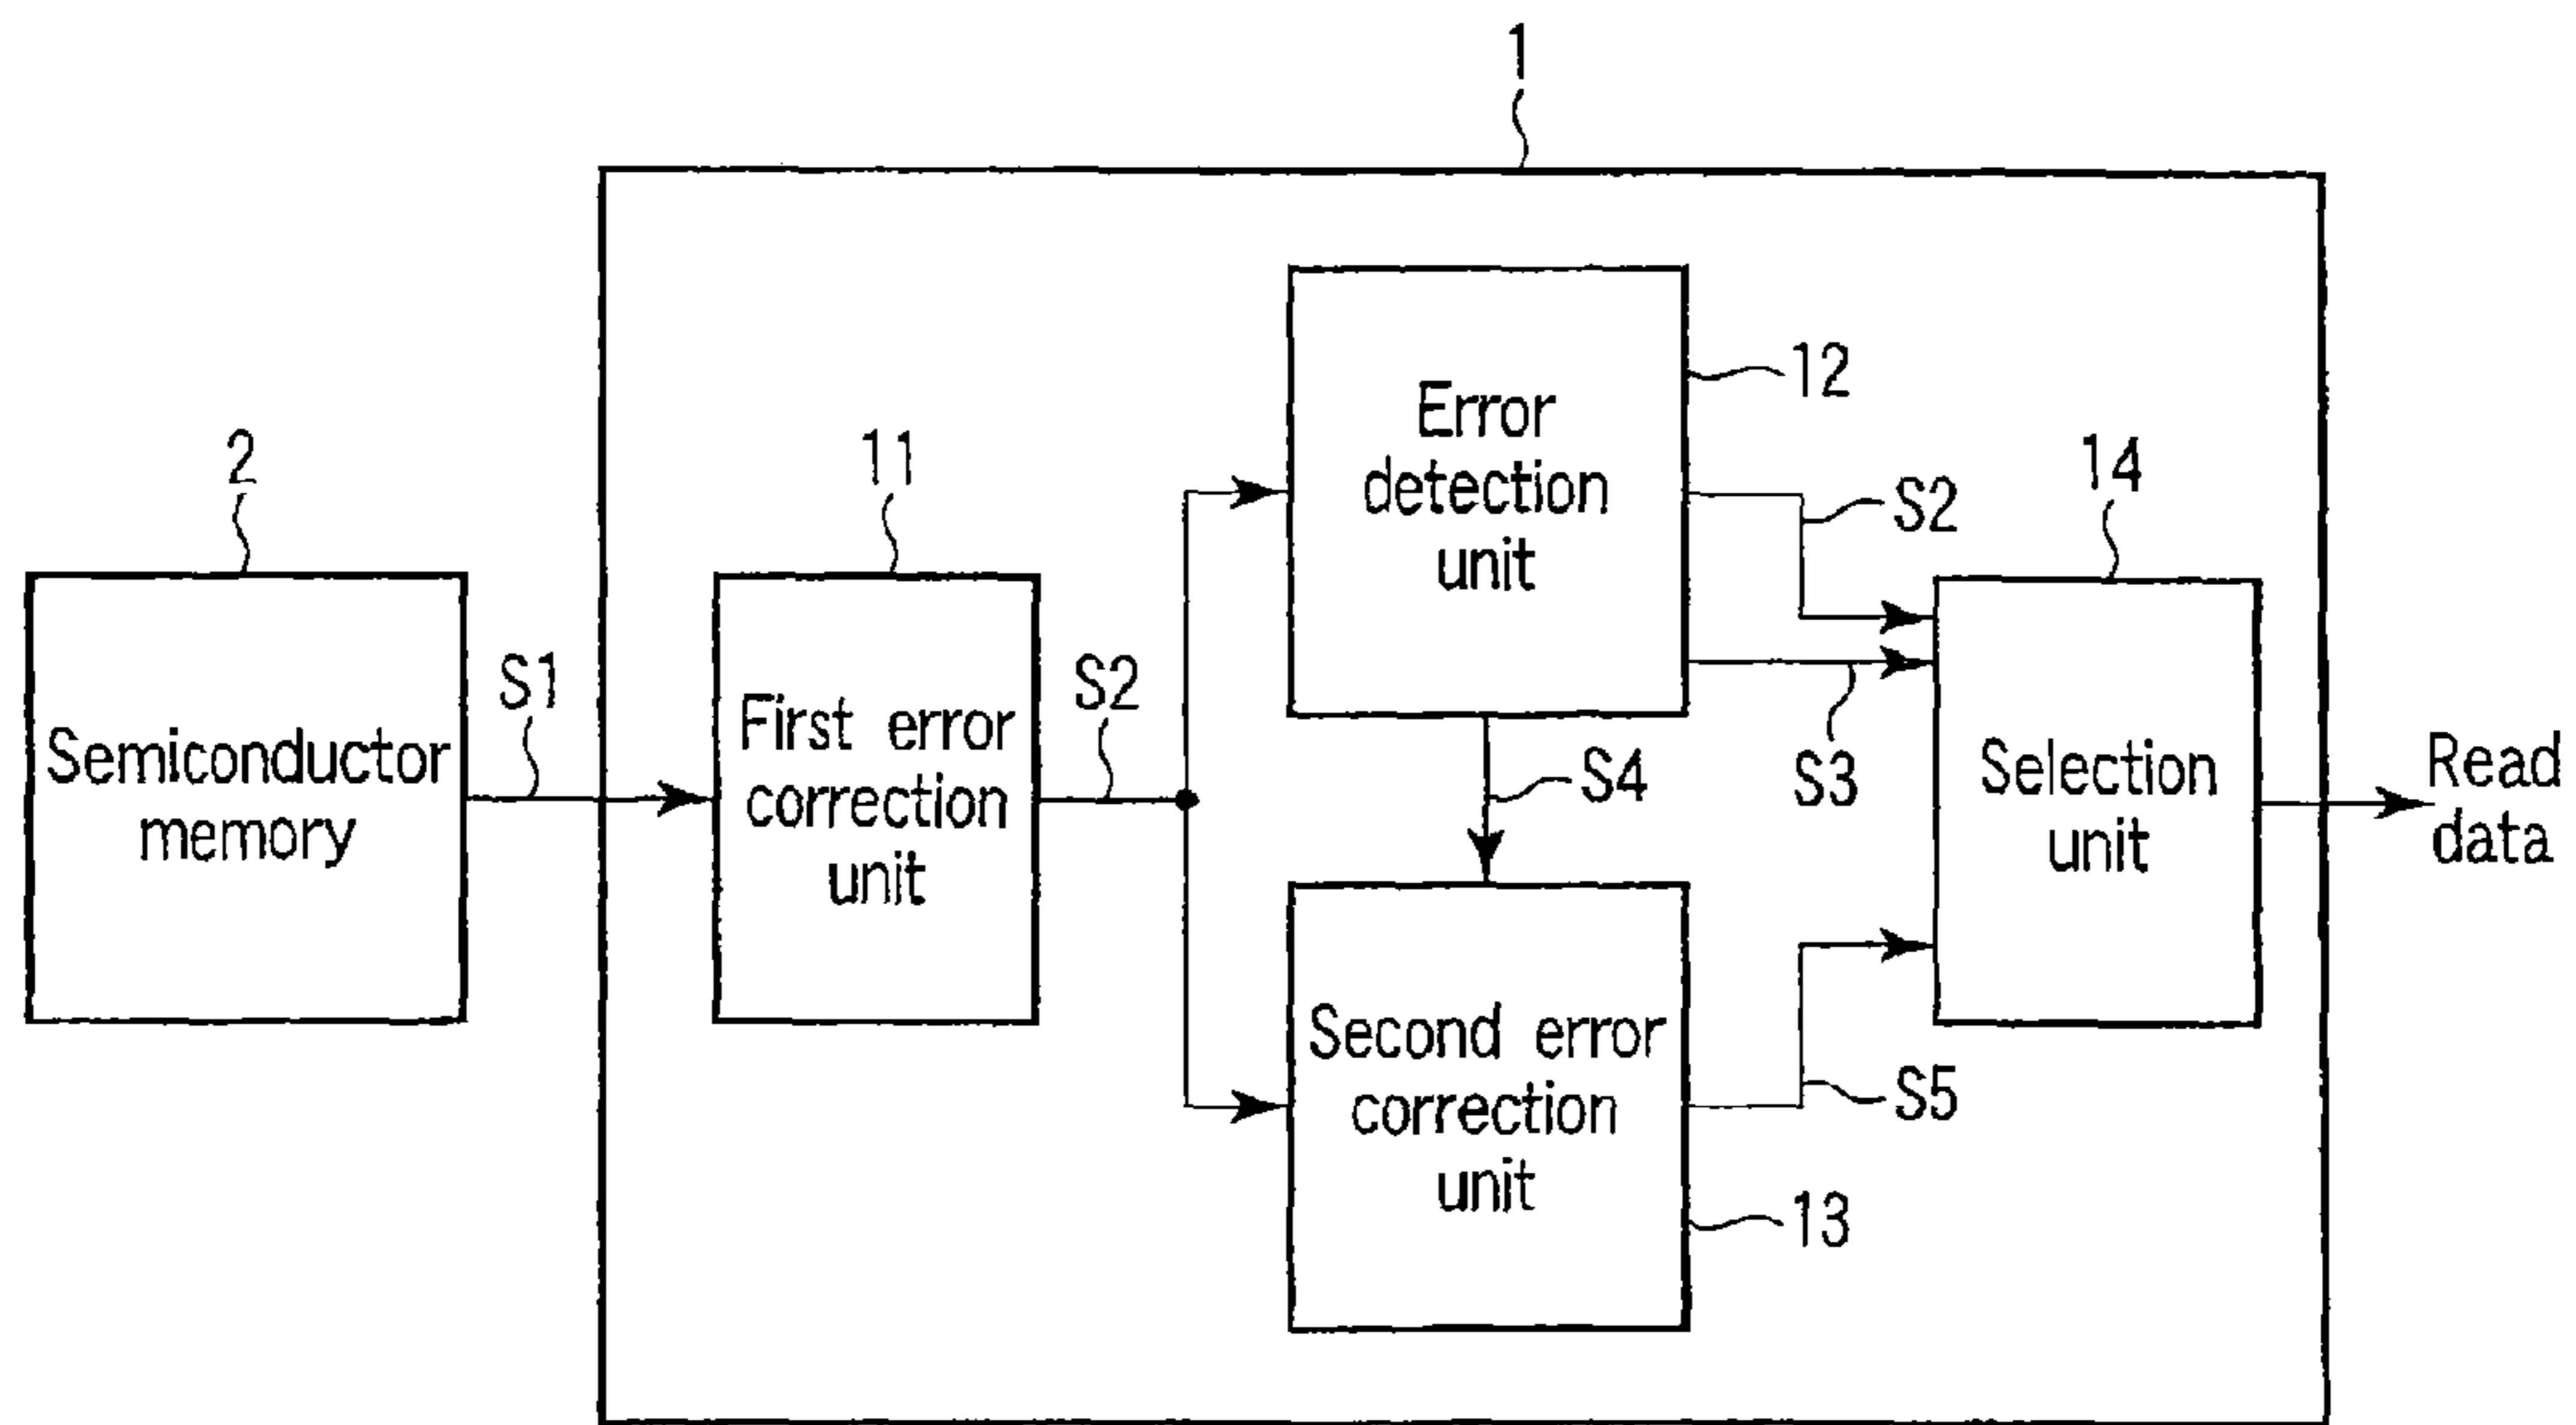 1
2
11
12
14
S2
Error
detection
unit
S1
S2
S3
S4
Semiconductor
memory
First error
correction
unit
Selection
unit
Read
data
Second error
correction
unit
S5
13